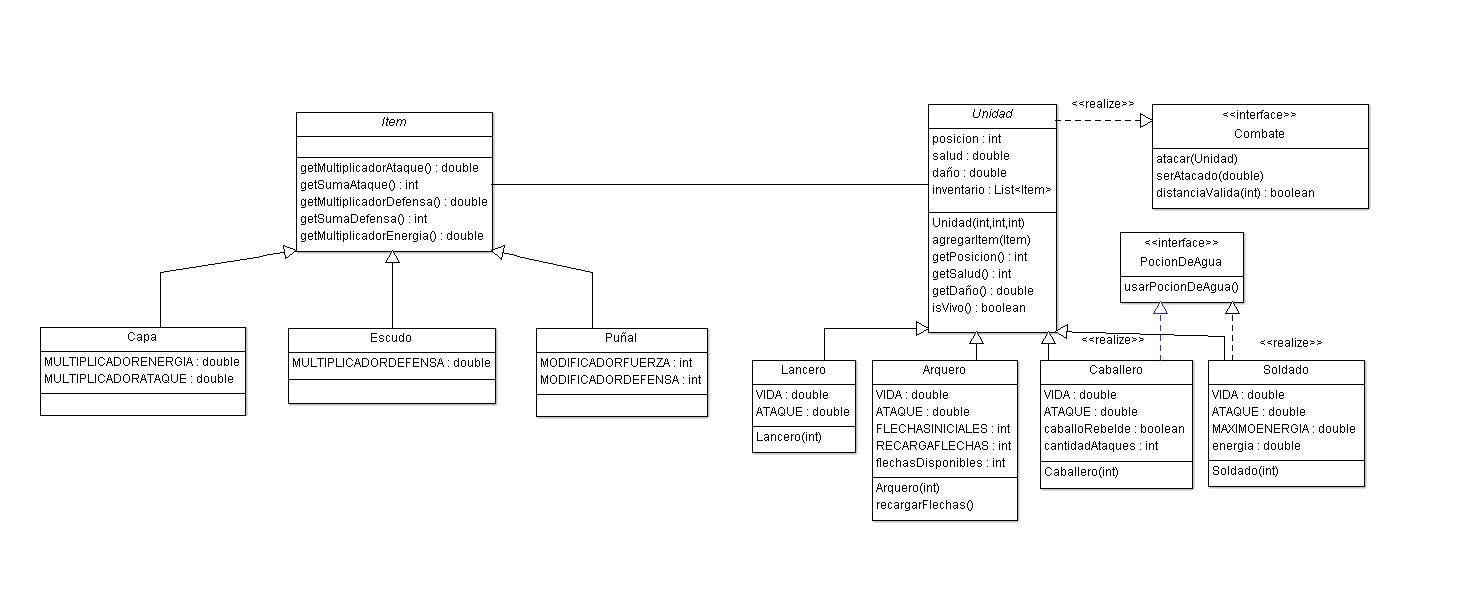 Item
getMultiplicadorAtaque() : double
getSumaAtaque() : int
getMultiplicadorDefensa() : double
getSumaDefensa() : int
getMultiplicadorEnergia() : double
Capa
MULTIPLICADORENERGIA : double
MULTIPLICADORATAQUE : double
Escudo
MULTIPLICADORDEFENSA : double
Puñal
MODIFICADORFUERZA : int
MODIFICADORDEFENSA : int
Unidad
posicion : int
salud : double
daño : double
inventario : List<Item>
Unidad(int,int,int)
agregarItem(Item)
getPosicion() : int
getSalud() : int
getDaño() : double
isVivo() : boolean
<<realize>>
<<interface>>
Combate
atacar(Unidad)
serAtacado(double)
distanciaValida(int) : boolean
<<interface>>
PocionDeAgua
usarPocionDeAgua()
<<realize>>
<<realize>>
Lancero
VIDA : double
ATAQUE : double
Lancero(int)
Arquero
VIDA : double
ATAQUE : double
FLECHASINICIALES : int
RECARGAFLECHAS : int
flechasDisponibles : int
Arquero(int)
recargarFlechas()
Caballero
VIDA : double
ATAQUE : double
caballoRebelde : boolean
cantidadAtaques : int
Caballero(int)
Soldado
VIDA : double
ATAQUE : double
MAXIMOENERGIA : double
energia : double
Soldado(int)